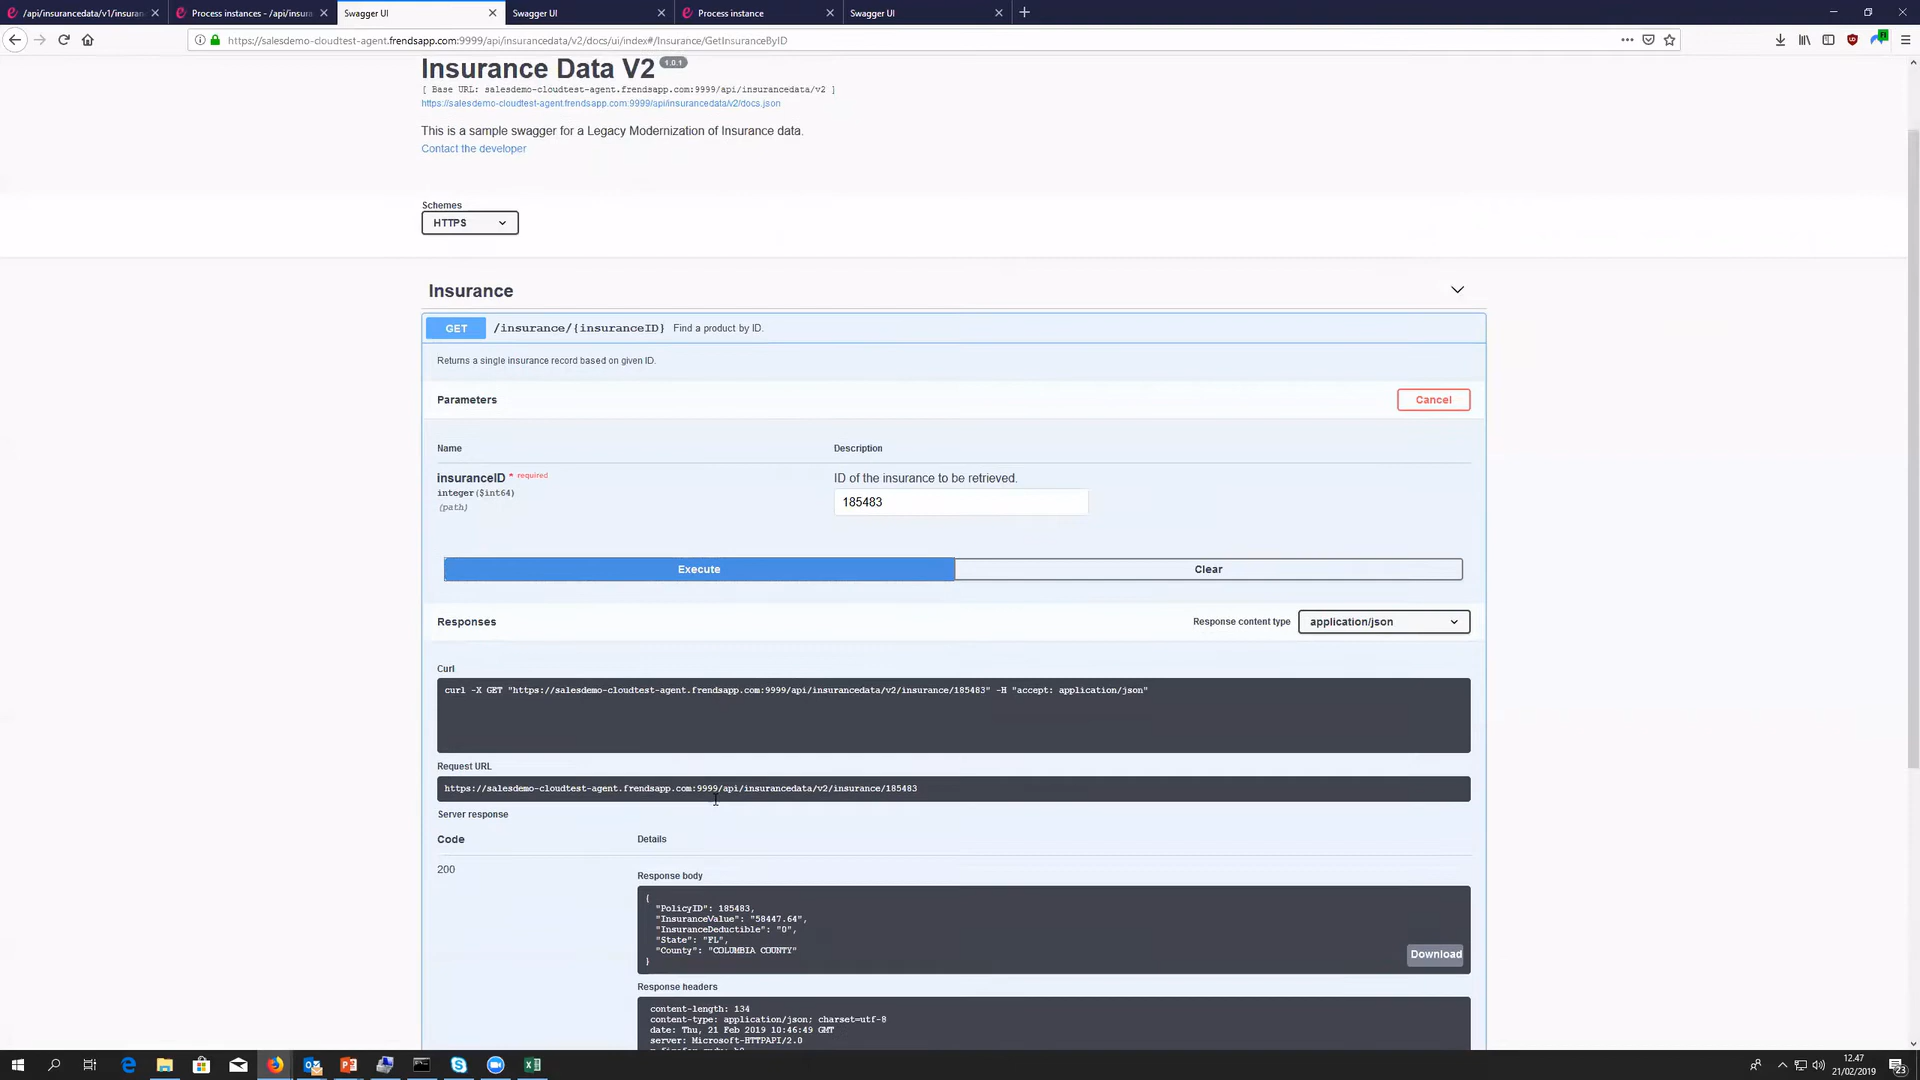 /api/insurancedata/v1/insuran
Process instances - /api/insura
Swagger UI
Swagger UI
Process instance
Swagger UI
https://salesdemo-cloudtest-agent.frendsapp.com:9999/api/insurancedata/v2/docs/ui/index#/Insurance/GetInsuranceByID
Insurance Data V2 1.0.1
[ Base URL: salesdemo-cloudtest-agent.frendsapp.com:9999/api/insurancedata/v2 ]
https://salesdemo-cloudtest-agent.frendsapp.com:9999/api/insurancedata/v2/docs.json
This is a sample swagger for a Legacy Modernization of Insurance data.
Contact the developer
Schemes
HTTPS
Insurance
GET /insurance/{insuranceID} Find a product by ID.
Returns a single insurance record based on given ID.
Parameters
Cancel
Name Description
insuranceID * required
integer($int64)
(path)
ID of the insurance to be retrieved.
185483
Execute
Clear
Responses
Response content type
application/json
Curl
curl -X GET "https://salesdemo-cloudtest-agent.frendsapp.com:9999/api/insurancedata/v2/insurance/185483" -H "accept: application/json"
Request URL
https://salesdemo-cloudtest-agent.frendsapp.com:9999/api/insurancedata/v2/insurance/185483
Server response
Code Details
200
Response body
{
"PolicyID": 185483,
"InsuranceValue": "58447.64",
"InsuranceDeductible": "0",
"State": "FL",
"County": "COLUMBIA COUNTY"
}
Download
Response headers
content-length: 134
content-type: application/json; charset=utf-8
date: Thu, 21 Feb 2019 10:46:49 GMT
server: Microsoft-HTTPAPI/2.0
12.47
21/02/2019
23